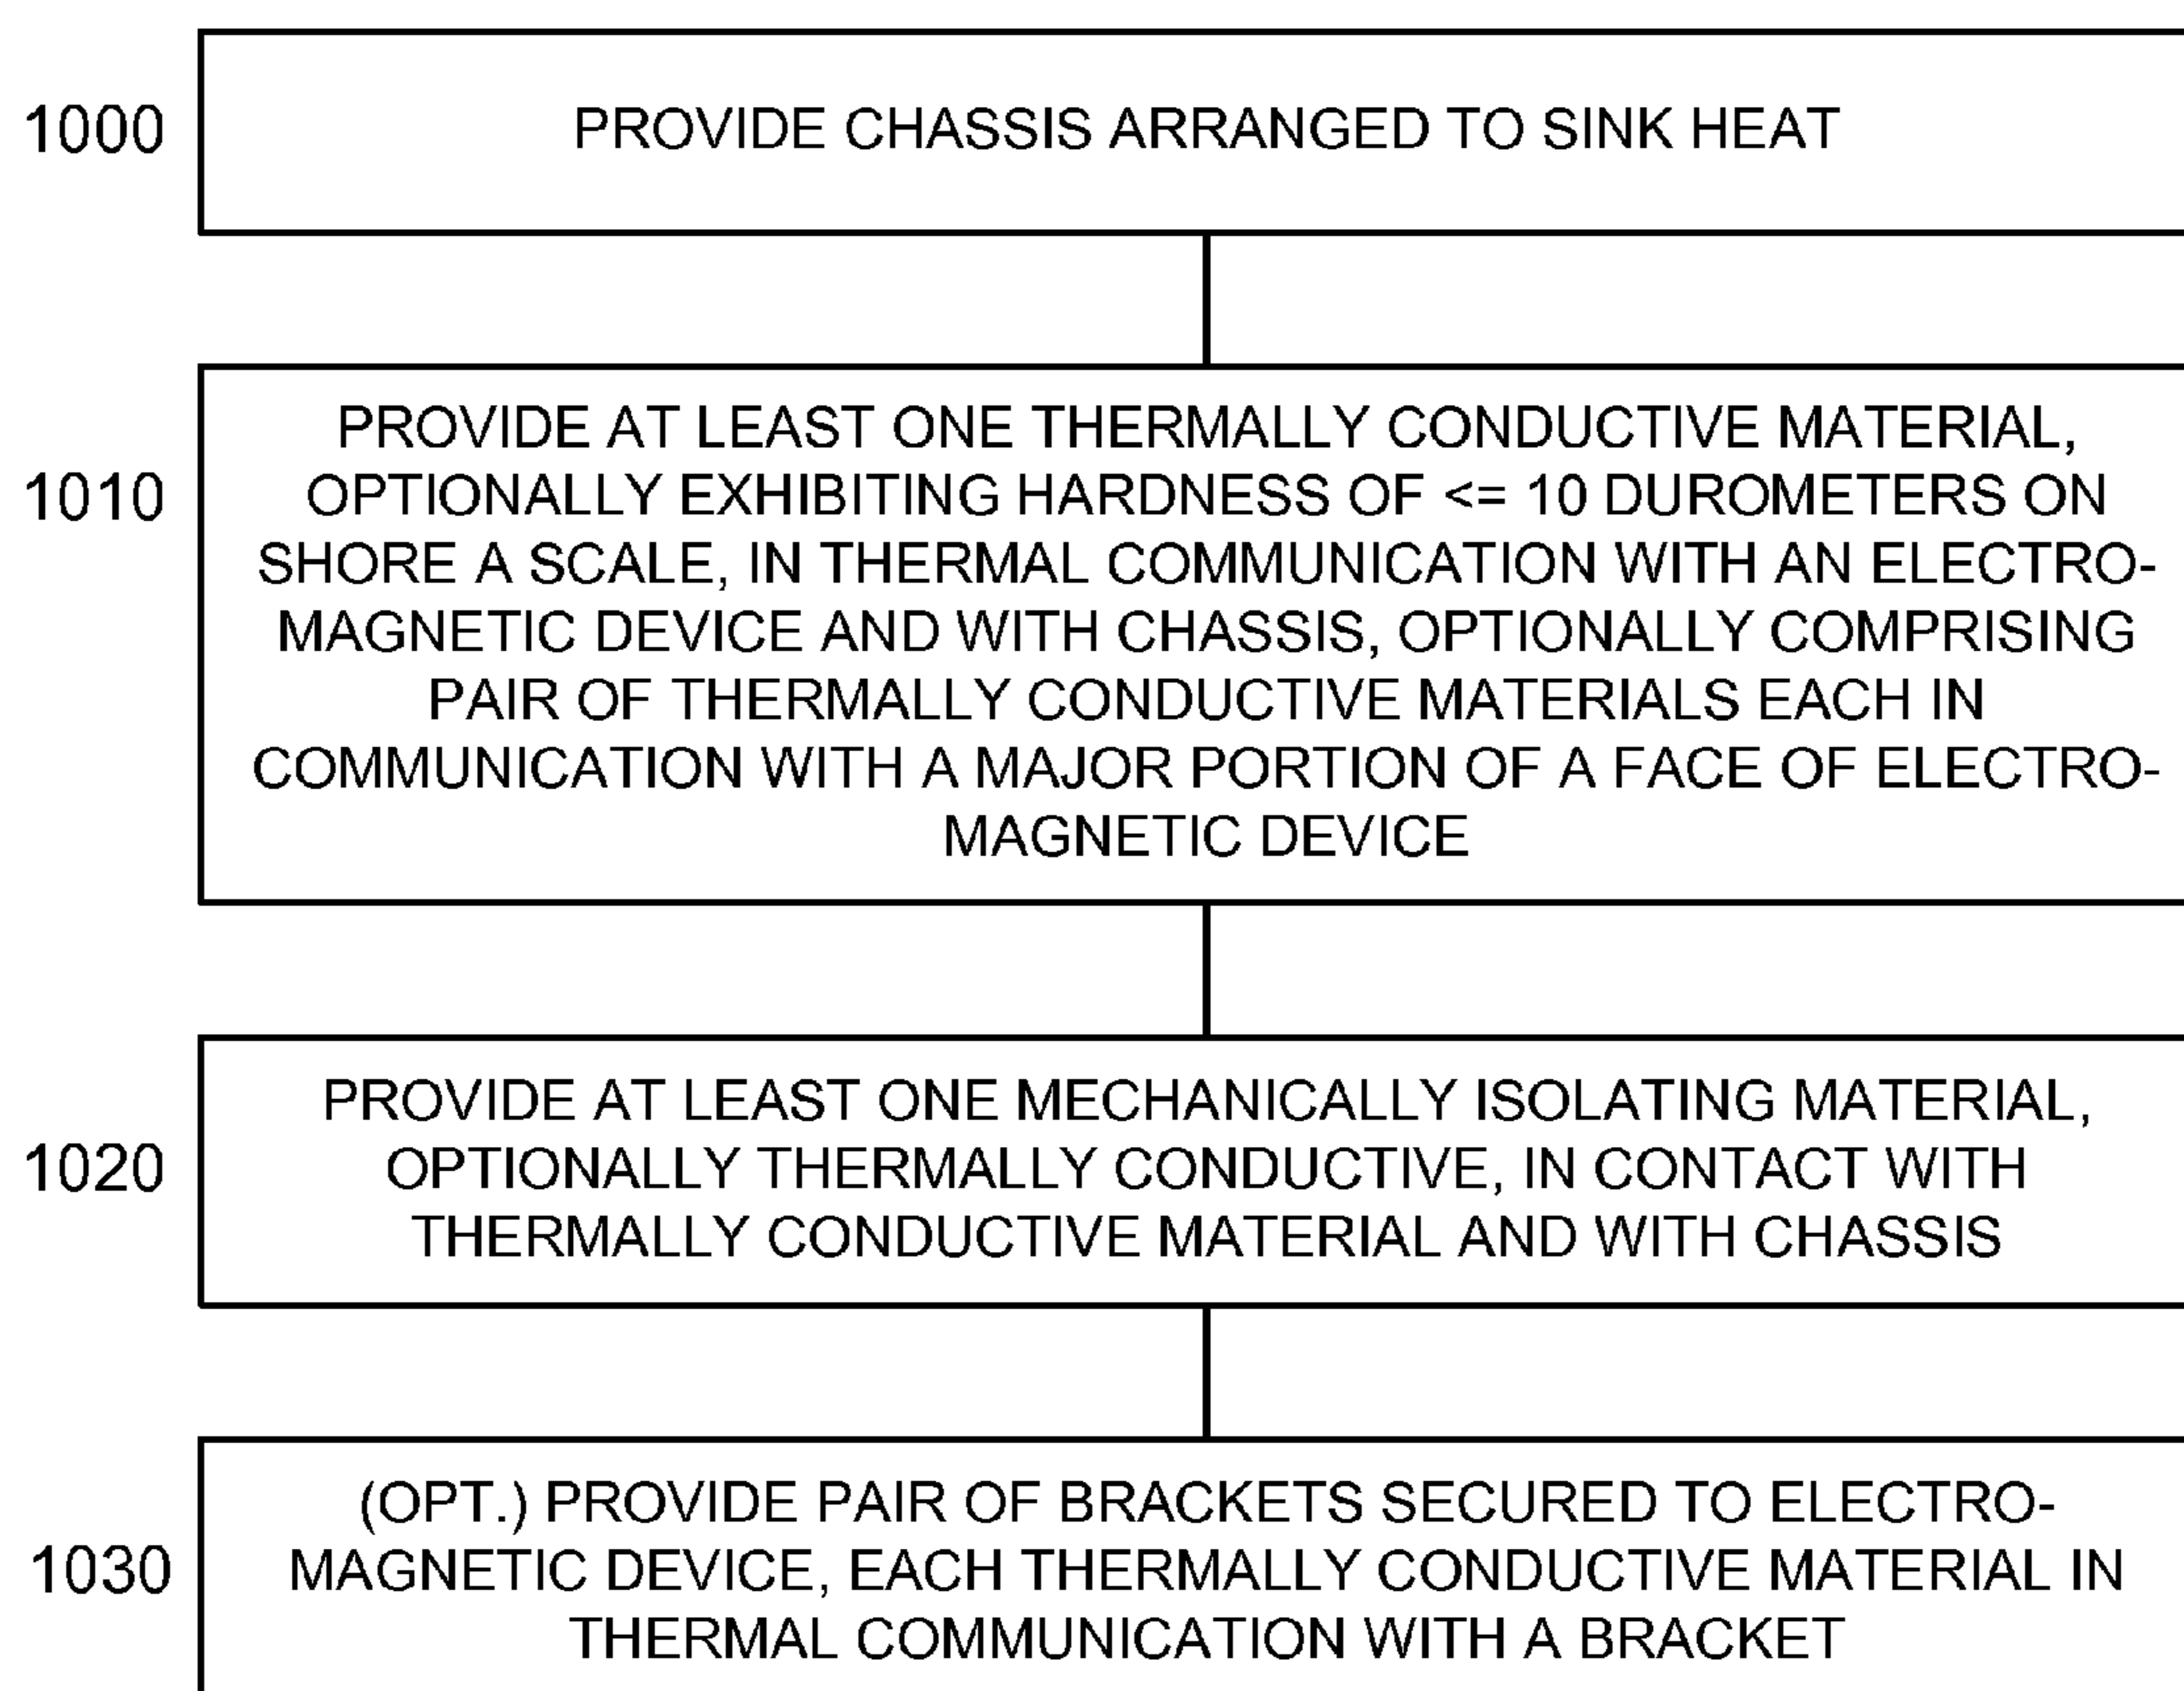 1000
PROVIDE CHASSIS ARRANGED TO SINK HEAT
1010
PROVIDE AT LEAST ONE THERMALLY CONDUCTIVE MATERIAL,
OPTIONALLY EXHIBITING HARDNESS OF <= 10 DUROMETERS ON
SHORE A SCALE, IN THERMAL COMMUNICATION WITH AN ELECTRO-
MAGNETIC DEVICE AND WITH CHASSIS, OPTIONALLY COMPRISING
PAIR OF THERMALLY CONDUCTIVE MATERIALS EACH IN
COMMUNICATION WITH A MAJOR PORTION OF A FACE OF ELECTRO-
MAGNETIC DEVICE
1020
PROVIDE AT LEAST ONE MECHANICALLY ISOLATING MATERIAL,
OPTIONALLY THERMALLY CONDUCTIVE, IN CONTACT WITH
THERMALLY CONDUCTIVE MATERIAL AND WITH CHASSIS
1030
(OPT.) PROVIDE PAIR OF BRACKETS SECURED TO ELECTRO-
MAGNETIC DEVICE, EACH THERMALLY CONDUCTIVE MATERIAL IN
THERMAL COMMUNICATION WITH A BRACKET